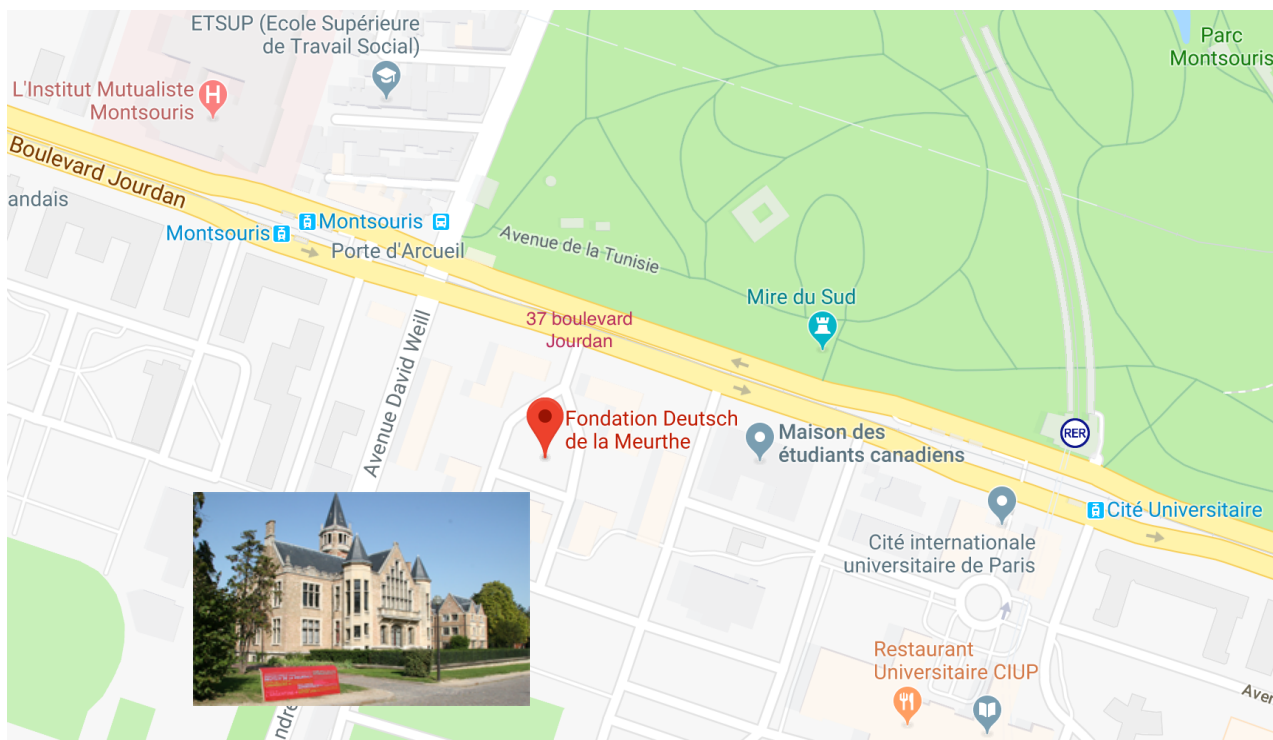 ETSUP (Ecole Supérieure
de Travail Social)
Parc
Montsouris
L'Institut Mutualiste
Montsouris
H
Boulevard Jourdan
andais
Montsouris
Montsouris
Porte d'Arcueil
Avenue de la Tunisie
Mire du Sud
37 boulevard
Jourdan
Avenue David Weill
Fondation Deutsch
de la Meurthe
Maison des
étudiants canadiens
RER
Cité Universitaire
Cité internationale
universitaire de Paris
Restaurant
Universitaire CIUP
Aven
ndré